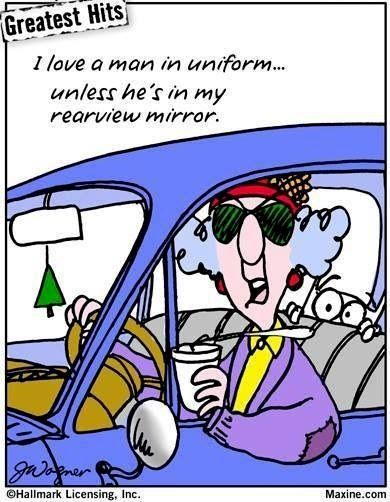 Greatest Hits
I love a man in uniform...
unless he's in my
rearview mirror.
JWagner
©Hallmark Licensing, Inc.
Maxine.com